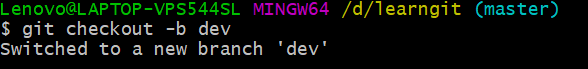 Lenovo@LAPTOP-VPS544SL MINGW64 /d/learngit (master)
$ git checkout -b dev
Switched to a new branch 'dev'